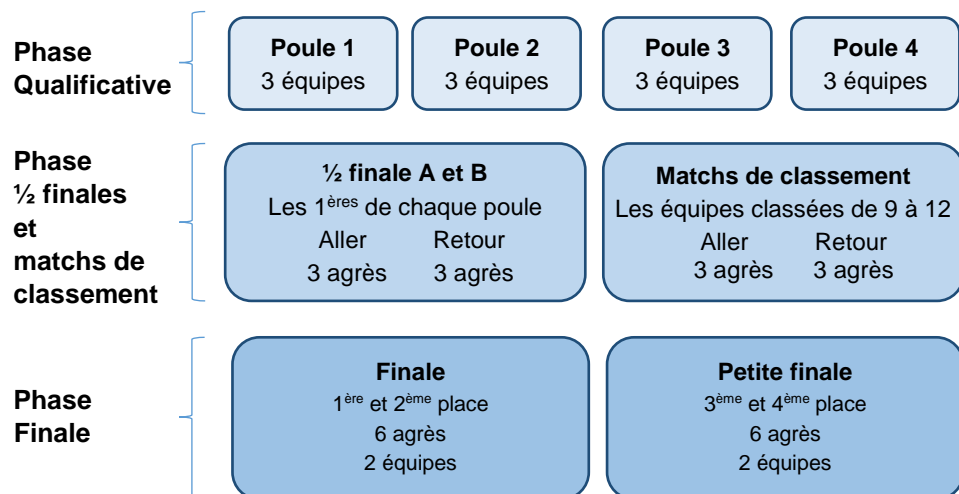 Phase
Qualificative
Poule 1
3 équipes
Poule 2
3 équipes
Poule 3
3 équipes
Poule 4
3 équipes
Phase
½ finales
et
matchs de
classement
½ finale A et B
Les 1ères de chaque poule
Aller Retour
3 agrès 3 agrès
Matchs de classement
Les équipes classées de 9 à 12
Aller Retour
3 agrès 3 agrès
Phase
Finale
Finale
1ère et 2ème place
6 agrès
2 équipes
Petite finale
3ème et 4ème place
6 agrès
2 équipes